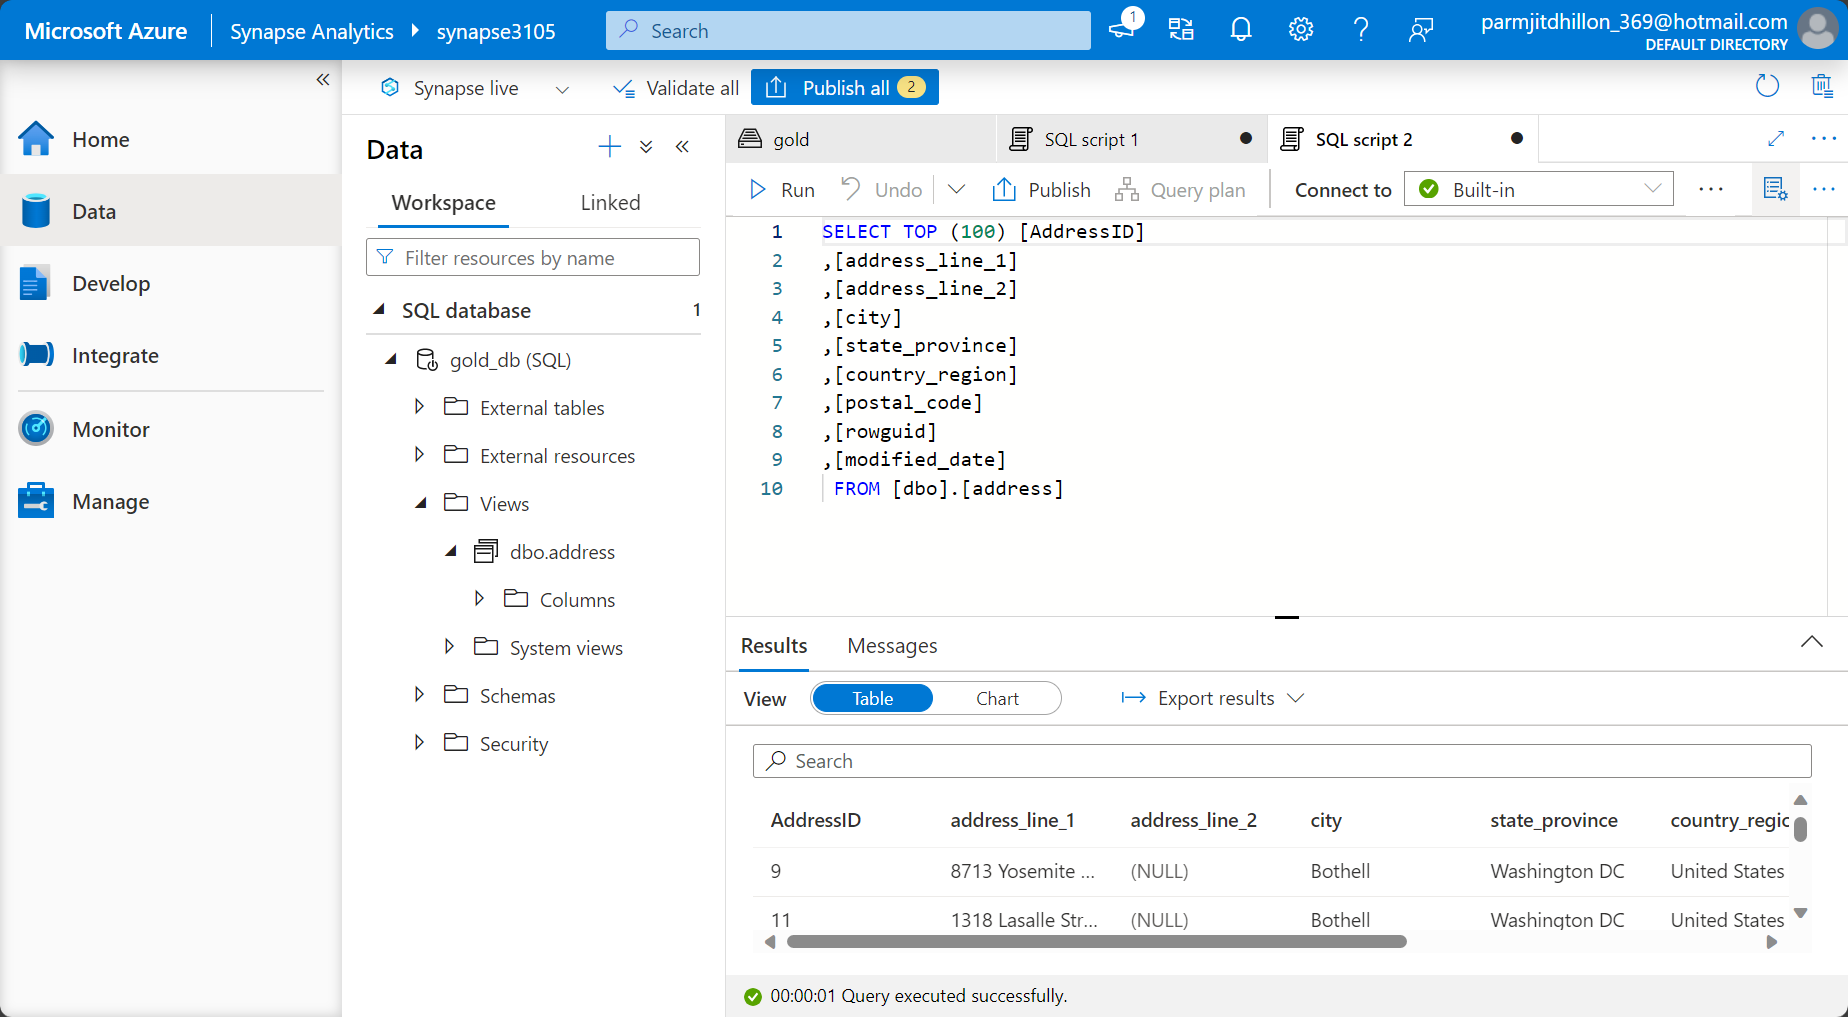 Microsoft Azure
Synapse Analytics
synapse3105
Search
1
parmjitdhillon_369@hotmail.com
DEFAULT DIRECTORY
Synapse live
Validate all
Publish all 2
Home
Data
Develop
Integrate
Monitor
Manage
Data
Workspace
Linked
Filter resources by name
SQL database 1
gold_db (SQL)
External tables
External resources
Views
dbo.address
Columns
System views
Schemas
Security
gold
SQL script 1
SQL script 2
Run
Undo
Publish
Query plan
Connect to
Built-in
1 SELECT TOP (100) [AddressID]
2 ,[address_line_1]
3 ,[address_line_2]
4 ,[city]
5 ,[state_province]
6 ,[country_region]
7 ,[postal_code]
8 ,[rowguid]
9 ,[modified_date]
10 FROM [dbo].[address]
Results
Messages
View
Table
Chart
Export results
Search
AddressID address_line_1 address_line_2 city state_province country_regic
9 8713 Yosemite ... (NULL) Bothell Washington DC United States
11 1318 Lasalle Str... (NULL) Bothell Washington DC United States
00:00:01 Query executed successfully.